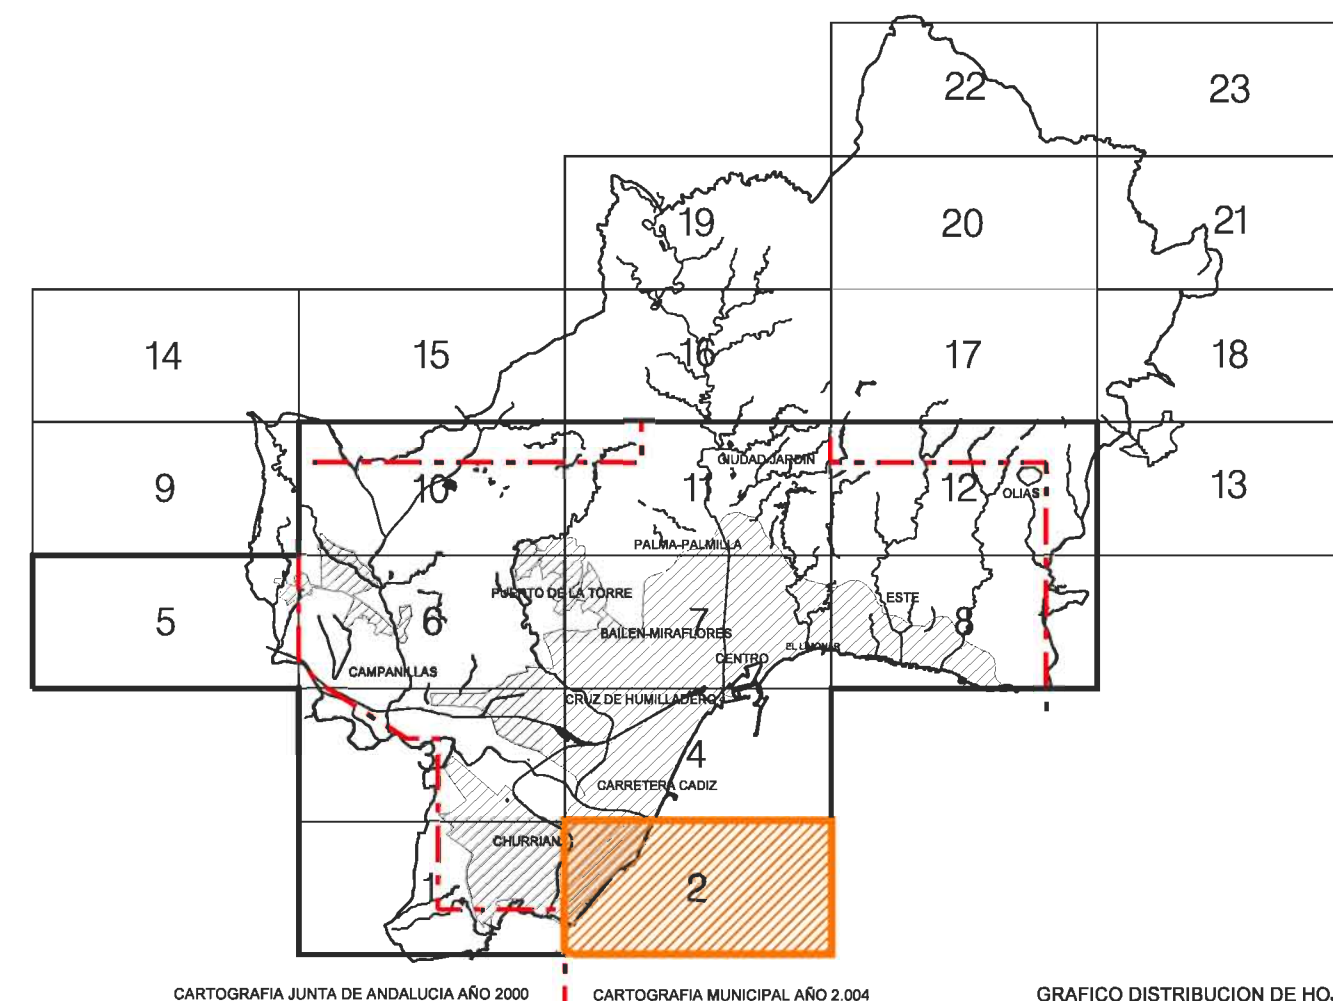 22
23
19
20
21
14
15
16
17
18
CIUDAD JARDIN
9
10
11
12
13
OLIAS
PALMA-PALMILLA
5
6
7
8
PUERTO DE LA TORRE
ESTE
BAILEN-MIRAFLORES
EL LIMONAR
CENTRO
CAMPANILLAS
CRUZ DE HUMILLADERO
3
4
CARRETERA CADIZ
CHURRIAN
1
2
CARTOGRAFIA JUNTA DE ANDALUCIA AÑO 2000
CARTOGRAFIA MUNICIPAL AÑO 2.004
GRAFICO DISTRIBUCION DE HOJ